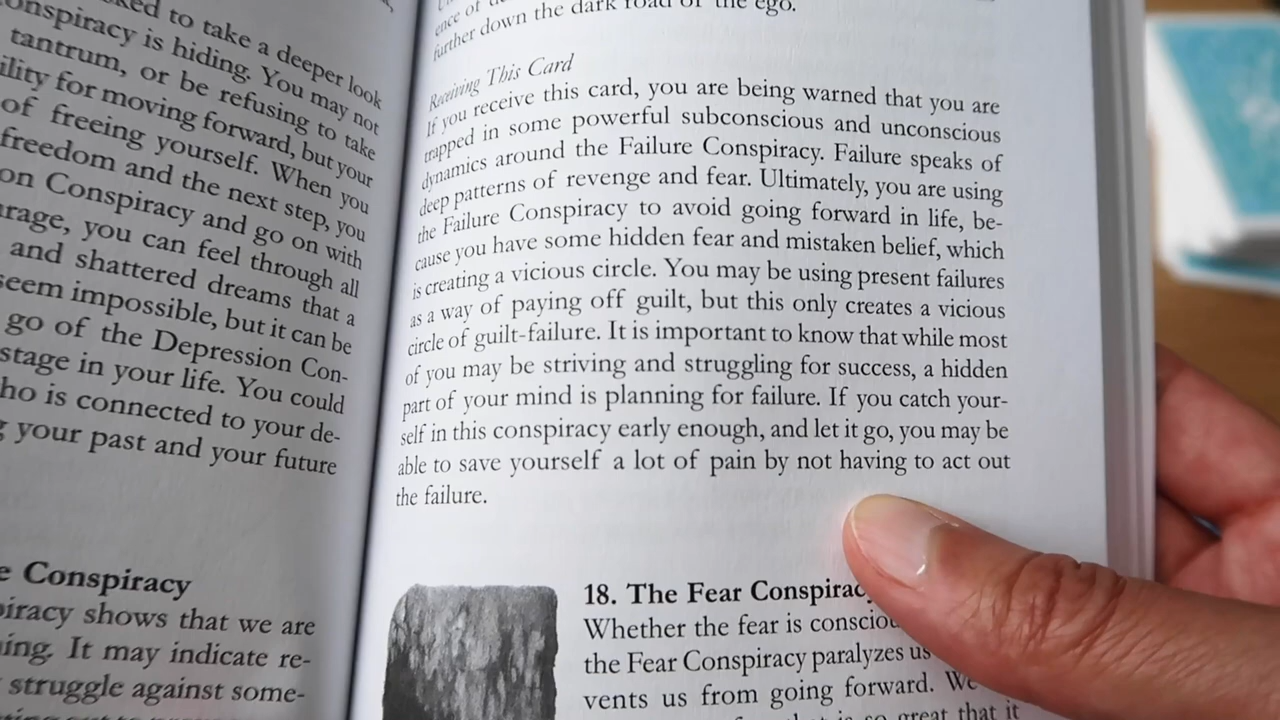 ked to take a deeper look
onspiracy is hiding. You may not
tantrum, or be refusing to take
ility for moving forward, but your
of freeing yourself. When you
freedom and the next step, you
on Conspiracy and go on with
rage, you can feel through all
and shattered dreams that a
seem impossible, but it can be
go of the Depression Con-
stage in your life. You could
ho is connected to your de-
g your past and your future
e Conspiracy
piracy shows that we are
ing. It may indicate re-
struggle against some-
ence of
further down the dark road of the ego.
Receiving This Card
If you receive this card, you are being warned that you are
trapped in some powerful subconscious and unconscious
dynamics around the Failure Conspiracy. Failure speaks of
deep patterns of revenge and fear. Ultimately, you are using
the Failure Conspiracy to avoid going forward in life, be-
cause you have some hidden fear and mistaken belief, which
is creating a vicious circle. You may be using present failures
as a way of paying off guilt, but this only creates a vicious
circle of guilt-failure. It is important to know that while most
of you may be striving and struggling for success, a hidden
part of your mind is planning for failure. If you catch your-
self in this conspiracy early enough, and let it go, you may be
able to save yourself a lot of pain by not having to act out
the failure.
18. The Fear Conspirac
Whether the fear is consciou
the Fear Conspiracy paralyzes us
vents us from going forward. We
is so great that it